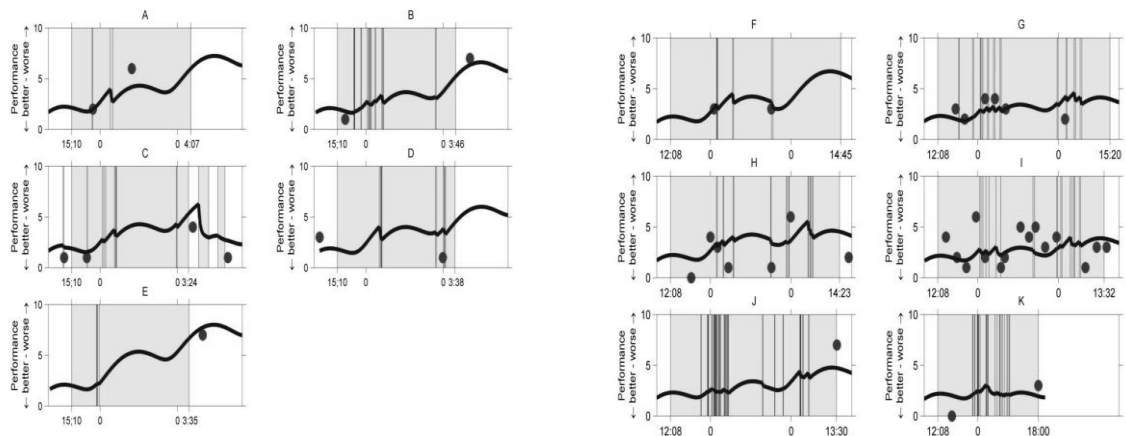 A
Performance
← better - worse →
10
5
0
15;10 0 0 4:07
B
Performance
← better - worse →
10
5
0
15:10 0 0 3:46
C
Performance
← better - worse →
10
5
0
15;10 0 0 3:24
D
Performance
← better - worse →
10
5
0
15;10 0 0 3:38
E
Performance
← better - worse →
10
5
0
15;10 0 0 3:35
F
Performance
← better - worse →
10
5
0
12:08 0 0 14:45
G
Performance
← better - worse →
10
5
0
12:08 0 0 15:20
H
Performance
← better - worse →
10
5
0
12:08 0 0 14:23
I
Performance
← better - worse →
10
5
0
12:08 0 0 13:32
J
Performance
← better - worse →
10
5
0
12:08 0 0 13:30
K
Performance
← better - worse →
10
5
0
12:08 0 18:00